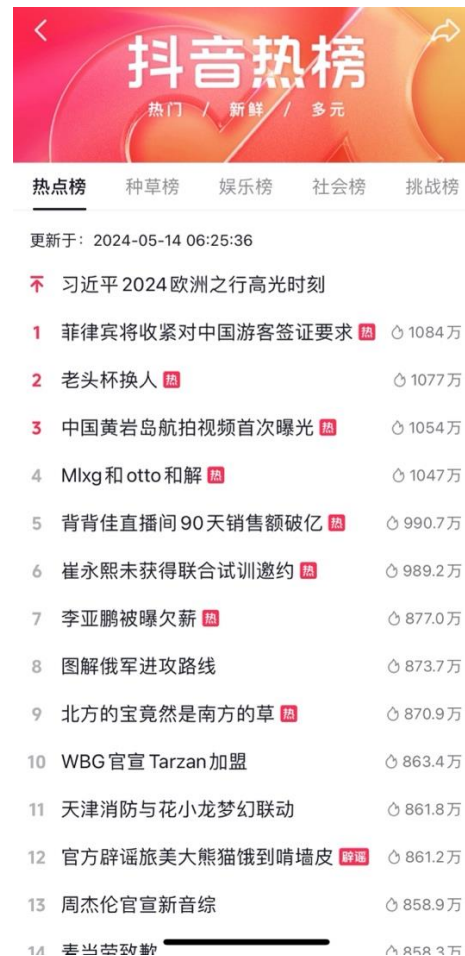 抖音热榜
热门 / 新鲜 / 多元
热点榜 种草榜 娱乐榜 社会榜 挑战榜
更新于：2024-05-14 06:25:36
习近平2024欧洲之行高光时刻
1 菲律宾将收紧对中国游客签证要求 热 1084万
2 老头杯换人 热 1077万
3 中国黄岩岛航拍视频首次曝光 热 1054万
4 Mlxg和otto和解 热 1047万
5 背背佳直播间90天销售额破亿 热 990.7万
6 崔永熙未获得联合试训邀约 热 989.2万
7 李亚鹏被曝欠薪 热 877.0万
8 图解俄军进攻路线 873.7万
9 北方的宝竟然是南方的草 热 870.9万
10 WBG官宣Tarzan加盟 863.4万
11 天津消防与花小龙梦幻联动 861.8万
12 官方辟谣旅美大熊猫饿到啃墙皮 辟谣 861.2万
13 周杰伦官宣新音综 858.9万
14 麦当劳致歉 858.3万